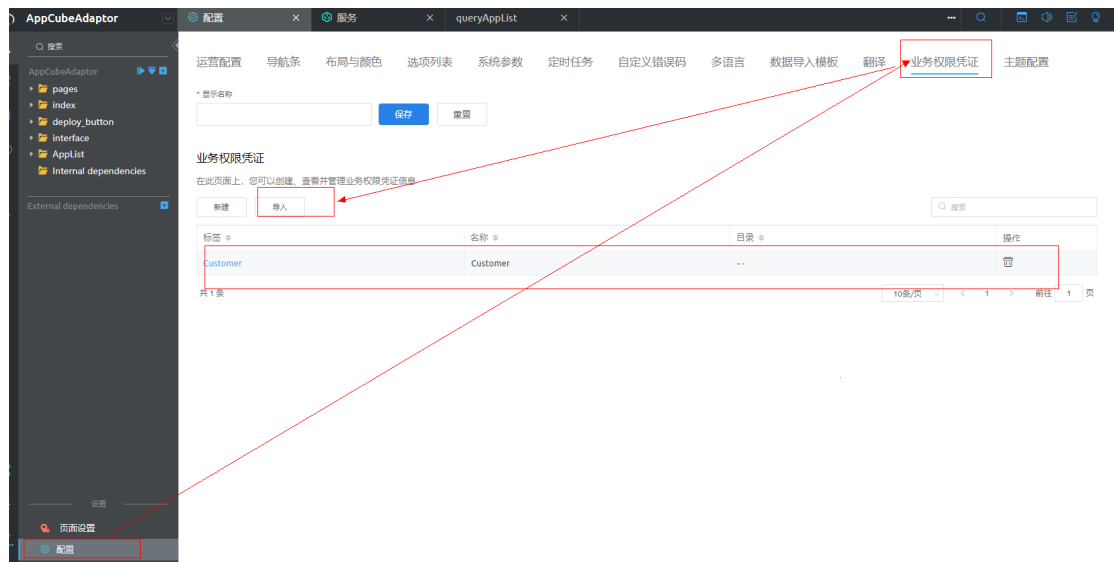 AppCubeAdaptor
配置 ×
服务 ×
queryAppList ×
搜索
AppCubeAdaptor
pages
index
deploy_button
interface
AppList
Internal dependencies
External dependencies
设置
页面设置
配置
运营配置 导航条 布局与颜色 选项列表 系统参数 定时任务 自定义错误码 多语言 数据导入模板 翻译 业务权限凭证 主题配置
* 显示名称
保存 重置
业务权限凭证
在此页面上，您可以创建、查看并管理业务权限凭证信息
新建 导入 搜索
标签 名称 目录 操作
Customer Customer --
共 1 条 10条/页 1 前往 1 页